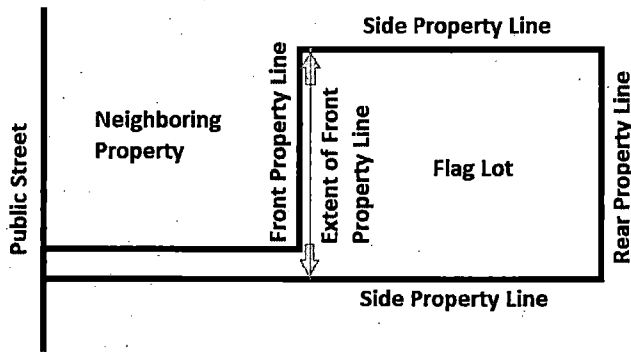 Side Property Line
Public Street
Neighboring
Property
Front Property Line
Extent of Front
Property Line
Flag Lot
Rear Property Line
Side Property Line